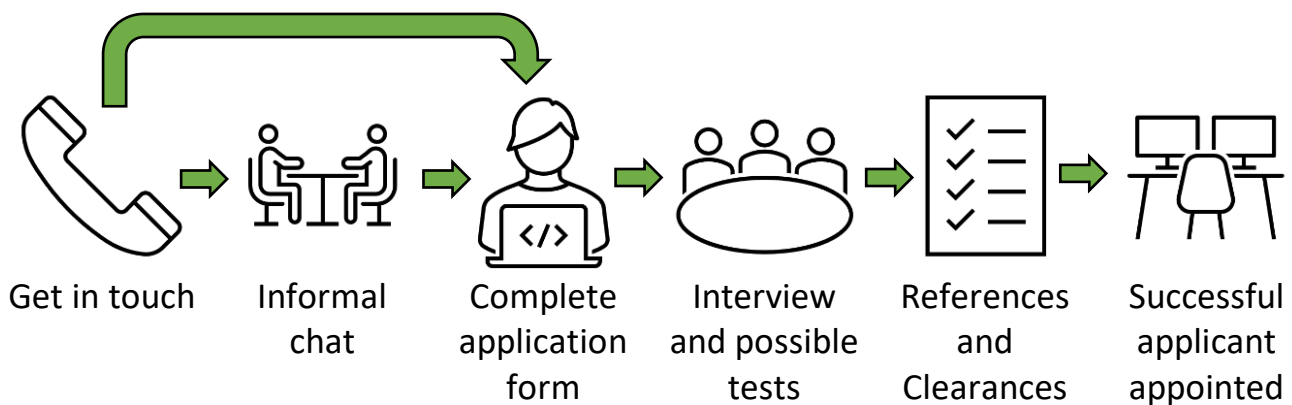 </>
Get in touch
Informal
chat
Complete
application
form
Interview
and possible
tests
References
and
Clearances
Successful
applicant
appointed